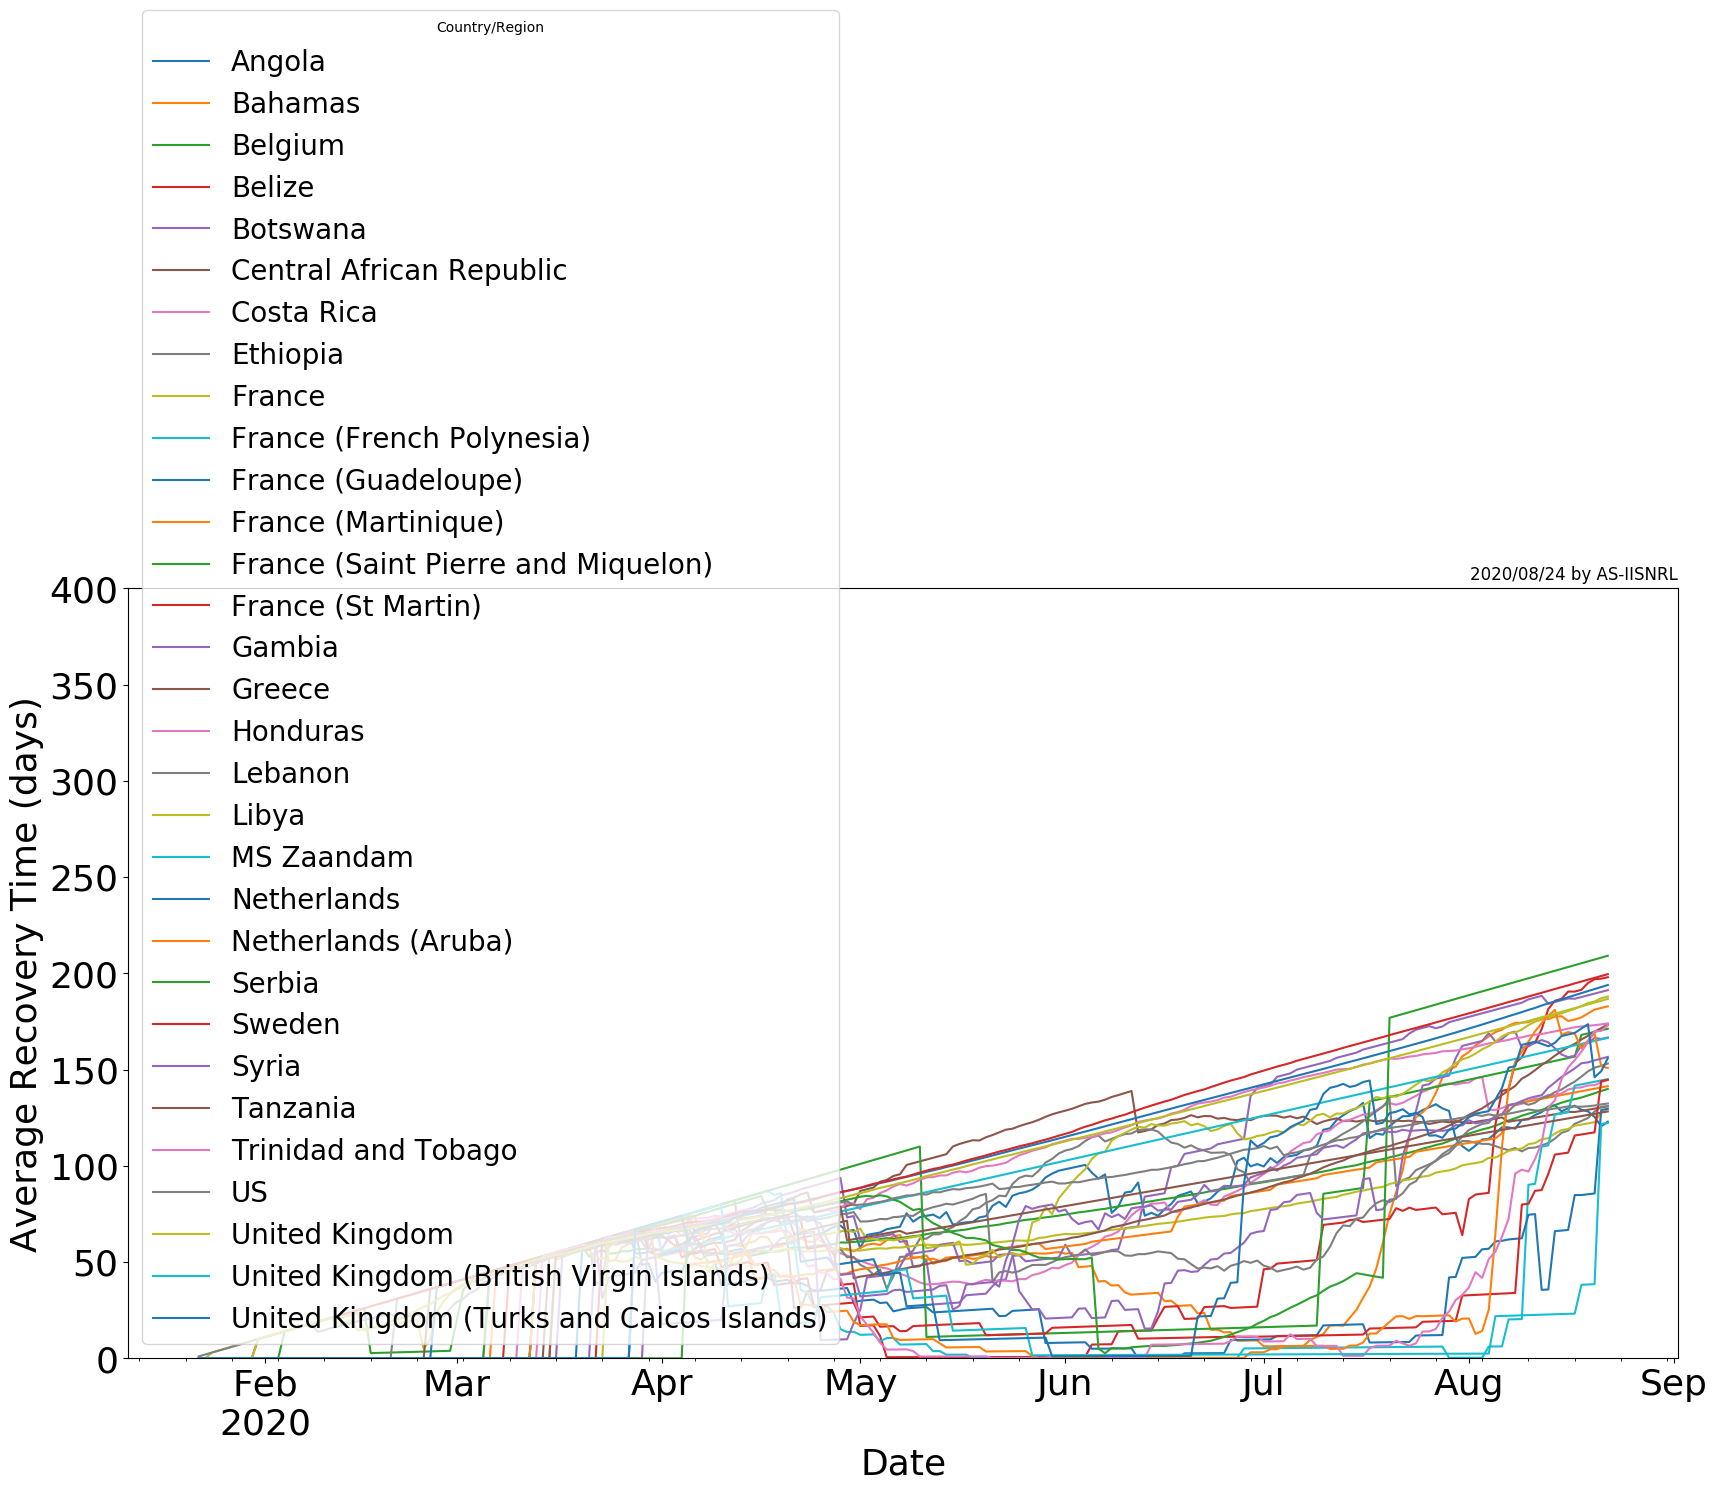 Country/Region
Angola
Bahamas
Belgium
Belize
Botswana
Central African Republic
Costa Rica
Ethiopia
France
France (French Polynesia)
France (Guadeloupe)
France (Martinique)
France (Saint Pierre and Miquelon)
France (St Martin)
Gambia
Greece
Honduras
Lebanon
Libya
MS Zaandam
Netherlands
Netherlands (Aruba)
Serbia
Sweden
Syria
Tanzania
Trinidad and Tobago
US
United Kingdom
United Kingdom (British Virgin Islands)
United Kingdom (Turks and Caicos Islands)
2020/08/24 by AS-IISNRL
400
350
300
250
200
150
100
50
0
Average Recovery Time (days)
Feb Mar Apr May Jun Jul Aug Sep
2020
Date